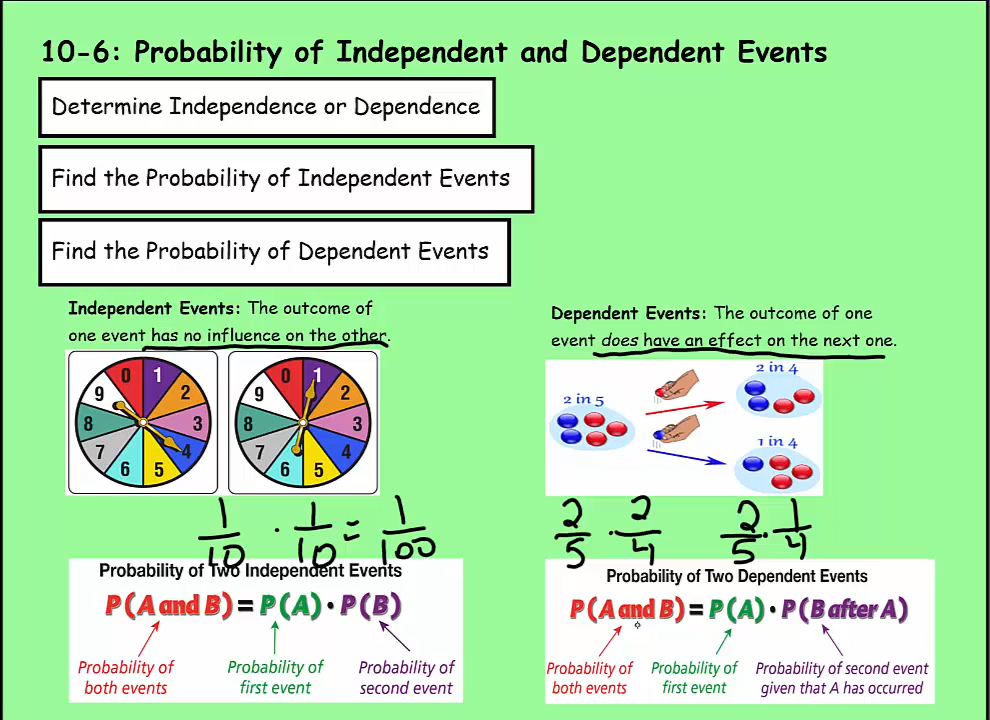 10-6: Probability of Independent and Dependent Events
Determine Independence or Dependence
Find the Probability of Independent Events
Find the Probability of Dependent Events
Independent Events: The outcome of
one event has no influence on the other.
0 1 2 3 4 5 6 7 8 9
0 1 2 3 4 5 6 7 8 9
1/10 · 1/10 = 1/100
Probability of Two Independent Events
P(A and B) = P(A) • P(B)
Probability of
both events
Probability of
first event
Probability of
second event
Dependent Events: The outcome of one
event does have an effect on the next one.
2 in 5
2 in 4
1 in 4
2/5 · 2/4
2/5 · 1/4
Probability of Two Dependent Events
P(A and B) = P(A) • P(B after A)
Probability of
both events
Probability of
first event
Probability of second event
given that A has occurred